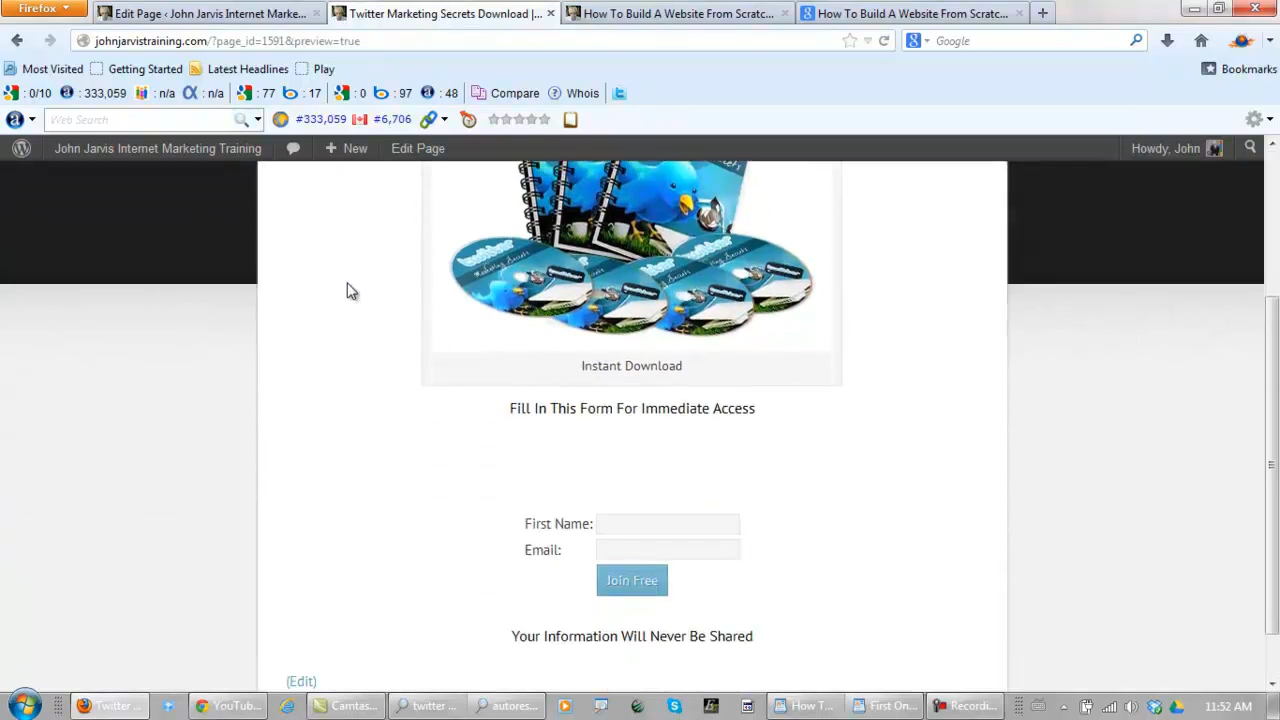 Firefox
Edit Page ‹ John Jarvis Internet Marke...
Twitter Marketing Secrets Download |...
How To Build A Website From Scratc...
How To Build A Website From Scratc...
johnjarvistraining.com/?page_id=1591&preview=true
Google
Most Visited
Getting Started
Latest Headlines
Play
Bookmarks
: 0/10
: 333,059
: n/a
: n/a
: 77
: 17
: 0
: 97
: 48
Compare
Whois
Web Search
#333,059
#6,706
John Jarvis Internet Marketing Training
New
Edit Page
Howdy, John
Instant Download
Fill In This Form For Immediate Access
First Name:
Email:
Join Free
Your Information Will Never Be Shared
(Edit)
Twitter ...
YouTub...
Camtas...
twitter ...
autores...
How T...
First On...
Recordi...
11:52 AM